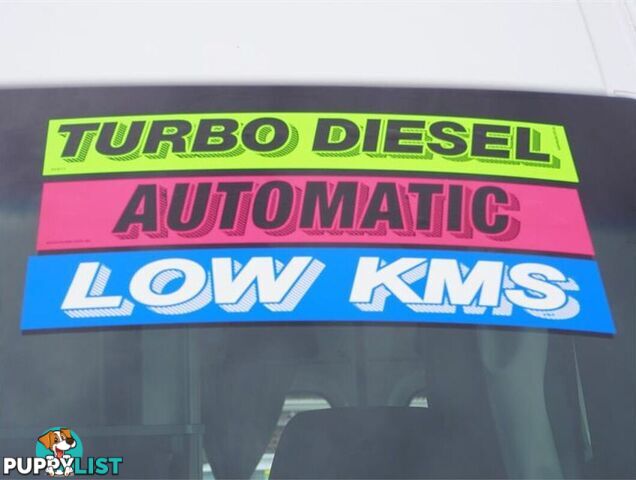 TURBO DIESEL
AUTOMATIC
LOW KMS
PUPPYLIST